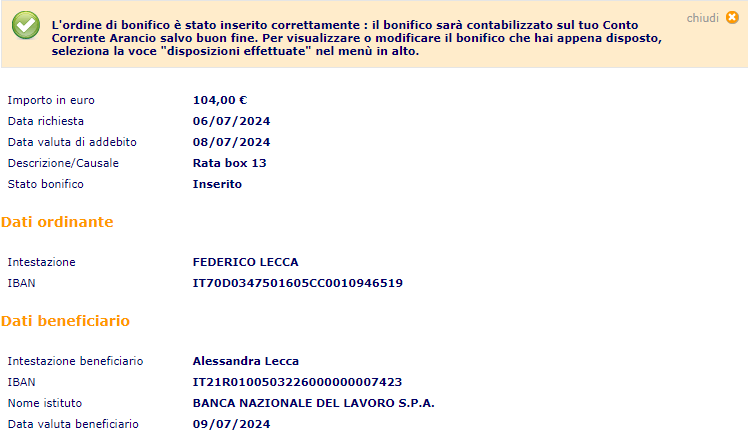 L'ordine di bonifico è stato inserito correttamente : il bonifico sarà contabilizzato sul tuo Conto
Corrente Arancio salvo buon fine. Per visualizzare o modificare il bonifico che hai appena disposto,
seleziona la voce "disposizioni effettuate" nel menù in alto.
chiudi
Importo in euro 104,00 €
Data richiesta 06/07/2024
Data valuta di addebito 08/07/2024
Descrizione/Causale Rata box 13
Stato bonifico Inserito
Dati ordinante
Intestazione FEDERICO LECCA
IBAN IT70D0347501605CC0010946519
Dati beneficiario
Intestazione beneficiario Alessandra Lecca
IBAN IT21R0100503226000000007423
Nome istituto BANCA NAZIONALE DEL LAVORO S.P.A.
Data valuta beneficiario 09/07/2024